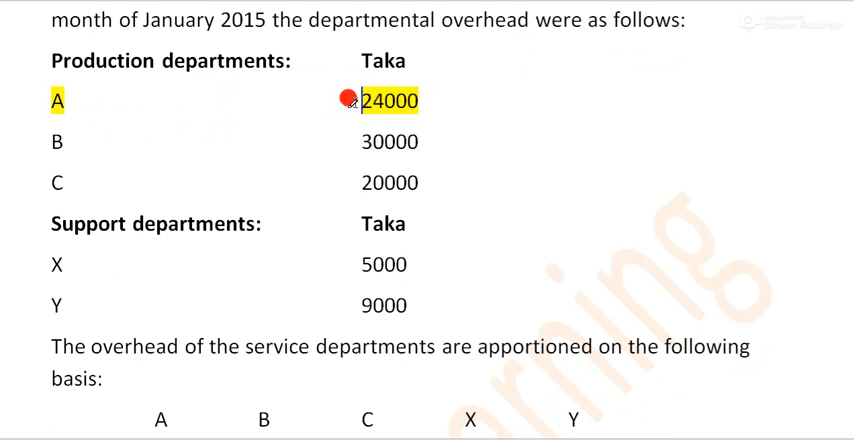 month of January 2015 the departmental overhead were as follows:
Production departments: Taka
A 24000
B 30000
C 20000
Support departments: Taka
X 5000
Y 9000
The overhead of the service departments are apportioned on the following
basis:
A B C X Y